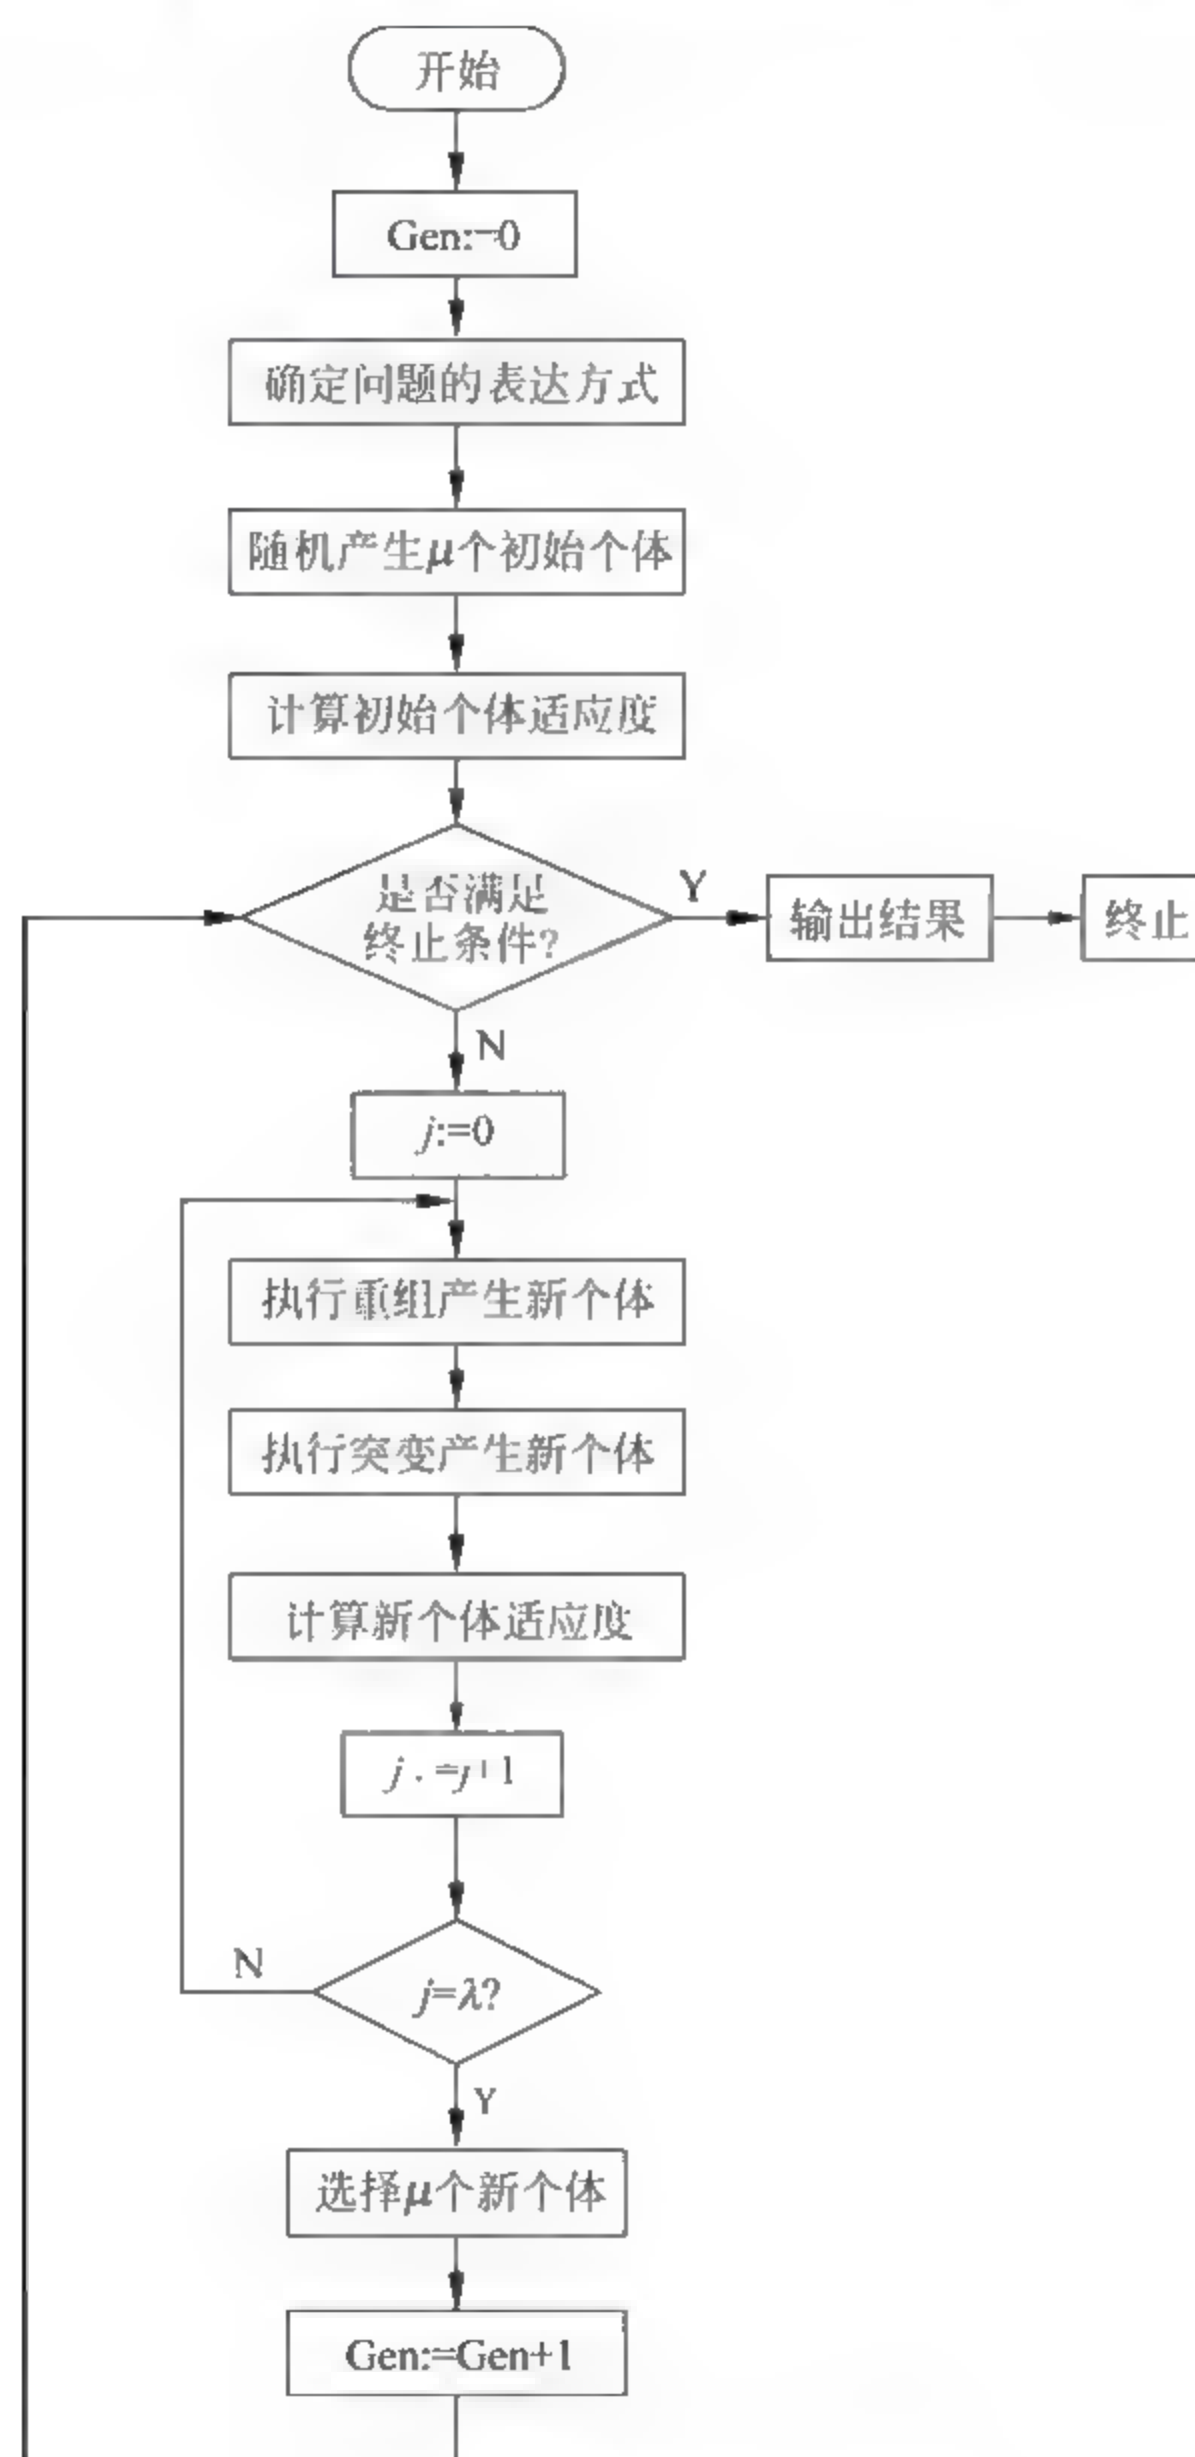 开始
Gen:=0
确定问题的表达方式
随机产生μ个初始个体
计算初始个体适应度
是否满足
终止条件?
Y
输出结果
终止
N
j:=0
执行重组产生新个体
执行突变产生新个体
计算新个体适应度
j:=j+1
N
j=λ?
Y
选择μ个新个体
Gen:=Gen+1